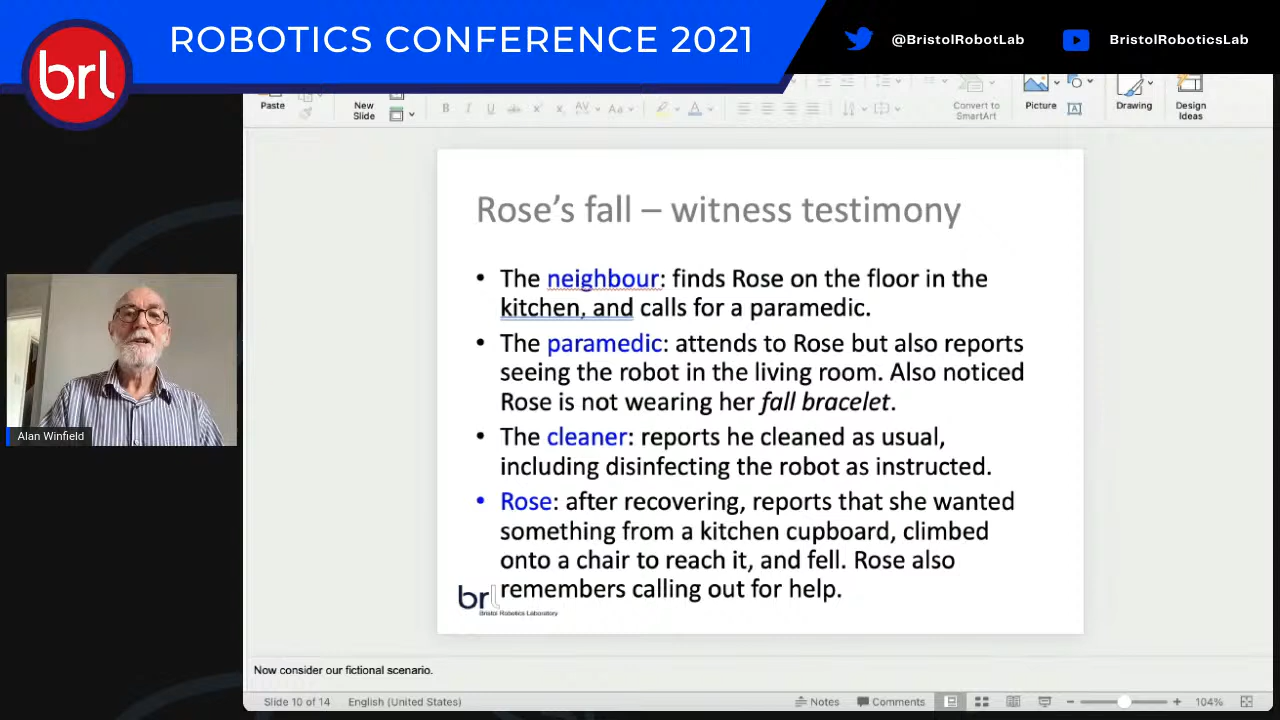 ROBOTICS CONFERENCE 2021
@BristolRobotLab
BristolRoboticsLab
brl
Paste
New
Slide
B I U ab x x AV Aa A
Convert to
SmartArt
Picture
Drawing
Design
Ideas
Rose's fall – witness testimony
• The neighbour: finds Rose on the floor in the
kitchen, and calls for a paramedic.
• The paramedic: attends to Rose but also reports
seeing the robot in the living room. Also noticed
Rose is not wearing her fall bracelet.
• The cleaner: reports he cleaned as usual,
including disinfecting the robot as instructed.
• Rose: after recovering, reports that she wanted
something from a kitchen cupboard, climbed
onto a chair to reach it, and fell. Rose also
remembers calling out for help.
brl
Bristol Robotics Laboratory
Alan Winfield
Now consider our fictional scenario.
Slide 10 of 14
English (United States)
Notes
Comments
104%